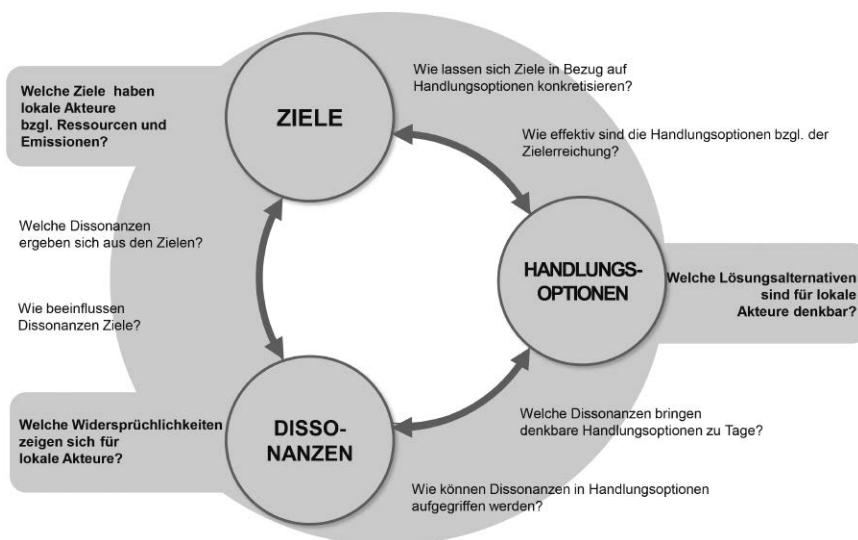 Welche Ziele haben
lokale Akteure
bzgl. Ressourcen und
Emissionen?
ZIELE
Wie lassen sich Ziele in Bezug auf
Handlungsoptionen konkretisieren?
Wie effektiv sind die Handlungsoptionen bzgl. der
Zielerreichung?
Welche Dissonanzen
ergeben sich aus den Zielen?
Wie beeinflussen
Dissonanzen Ziele?
HANDLUNGS-
OPTIONEN
Welche Lösungsalternativen
sind für lokale
Akteure denkbar?
Welche Widersprüchlichkeiten
zeigen sich für
lokale Akteure?
DISSO-
NANZEN
Welche Dissonanzen bringen
denkbare Handlungsoptionen zu Tage?
Wie können Dissonanzen in Handlungsoptionen
aufgegriffen werden?